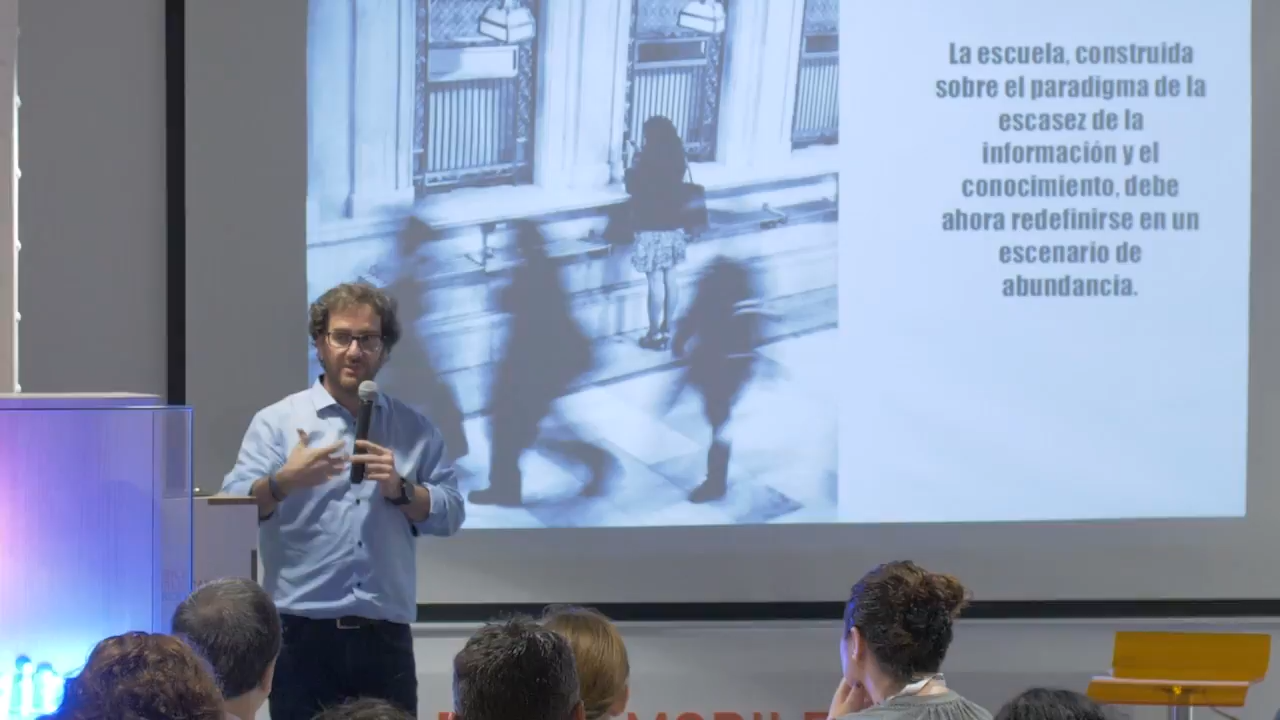 La escuela, construida
sobre el paradigma de la
escasez de la
información y el
conocimiento, debe
ahora redefinirse en un
escenario de
abundancia.
MOBILE